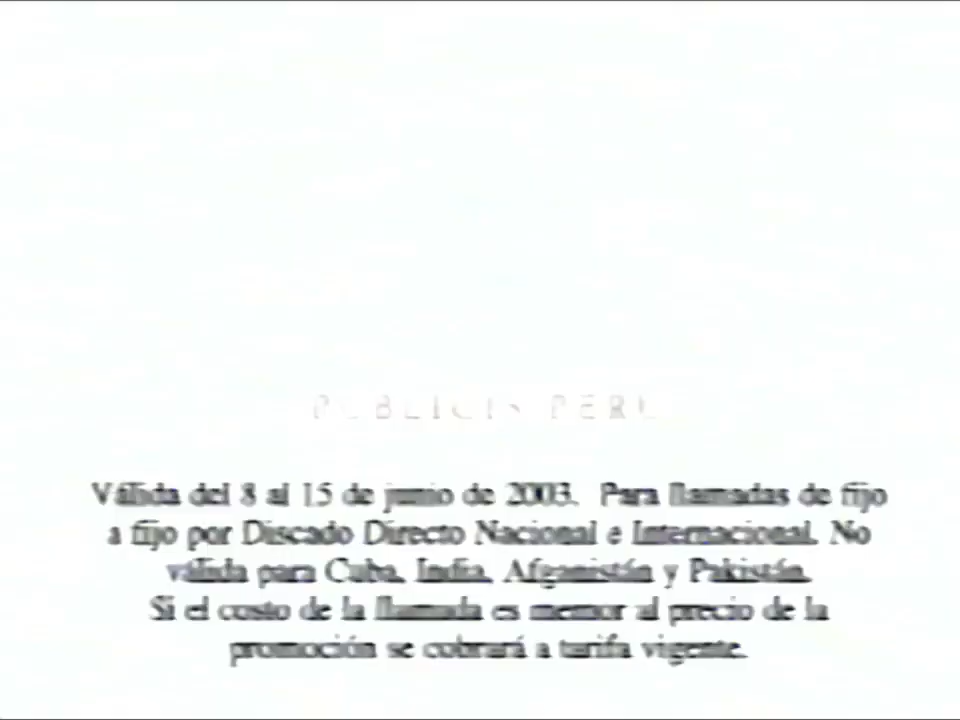 PUBLICIS PERU
Válida del 8 al 15 de junio de 2003. Para llamadas de fijo
a fijo por Discado Directo Nacional e Internacional. No
válida para Cuba, India, Afganistán y Pakistán.
Si el costo de la llamada es menor al precio de la
promoción se cobrará a tarifa vigente.